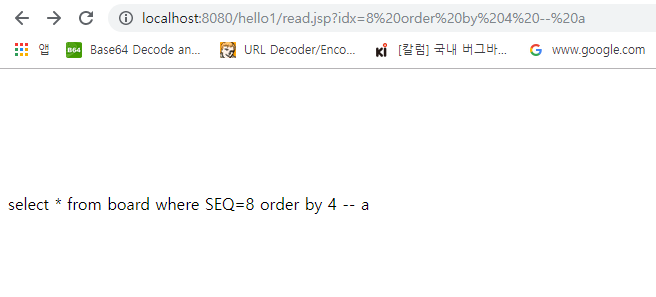 localhost:8080/hello1/read.jsp?idx=8%20order%20by%204%20--%20a
앱 B64 Base64 Decode an... URL Decoder/Enco... Ki [칼럼] 국내 버그바... G www.google.com
select * from board where SEQ=8 order by 4 -- a